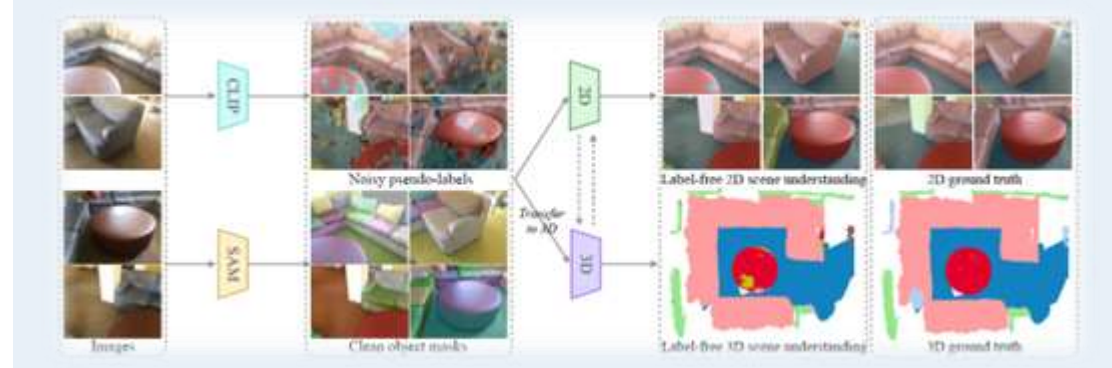 CLIP
2D
Noisy pseudo-labels
Label-free 2D scene understanding
2D ground truth
Transfer
to 3D
SAM
3D
Images
Clean object masks
Label-free 3D scene understanding
3D ground truth